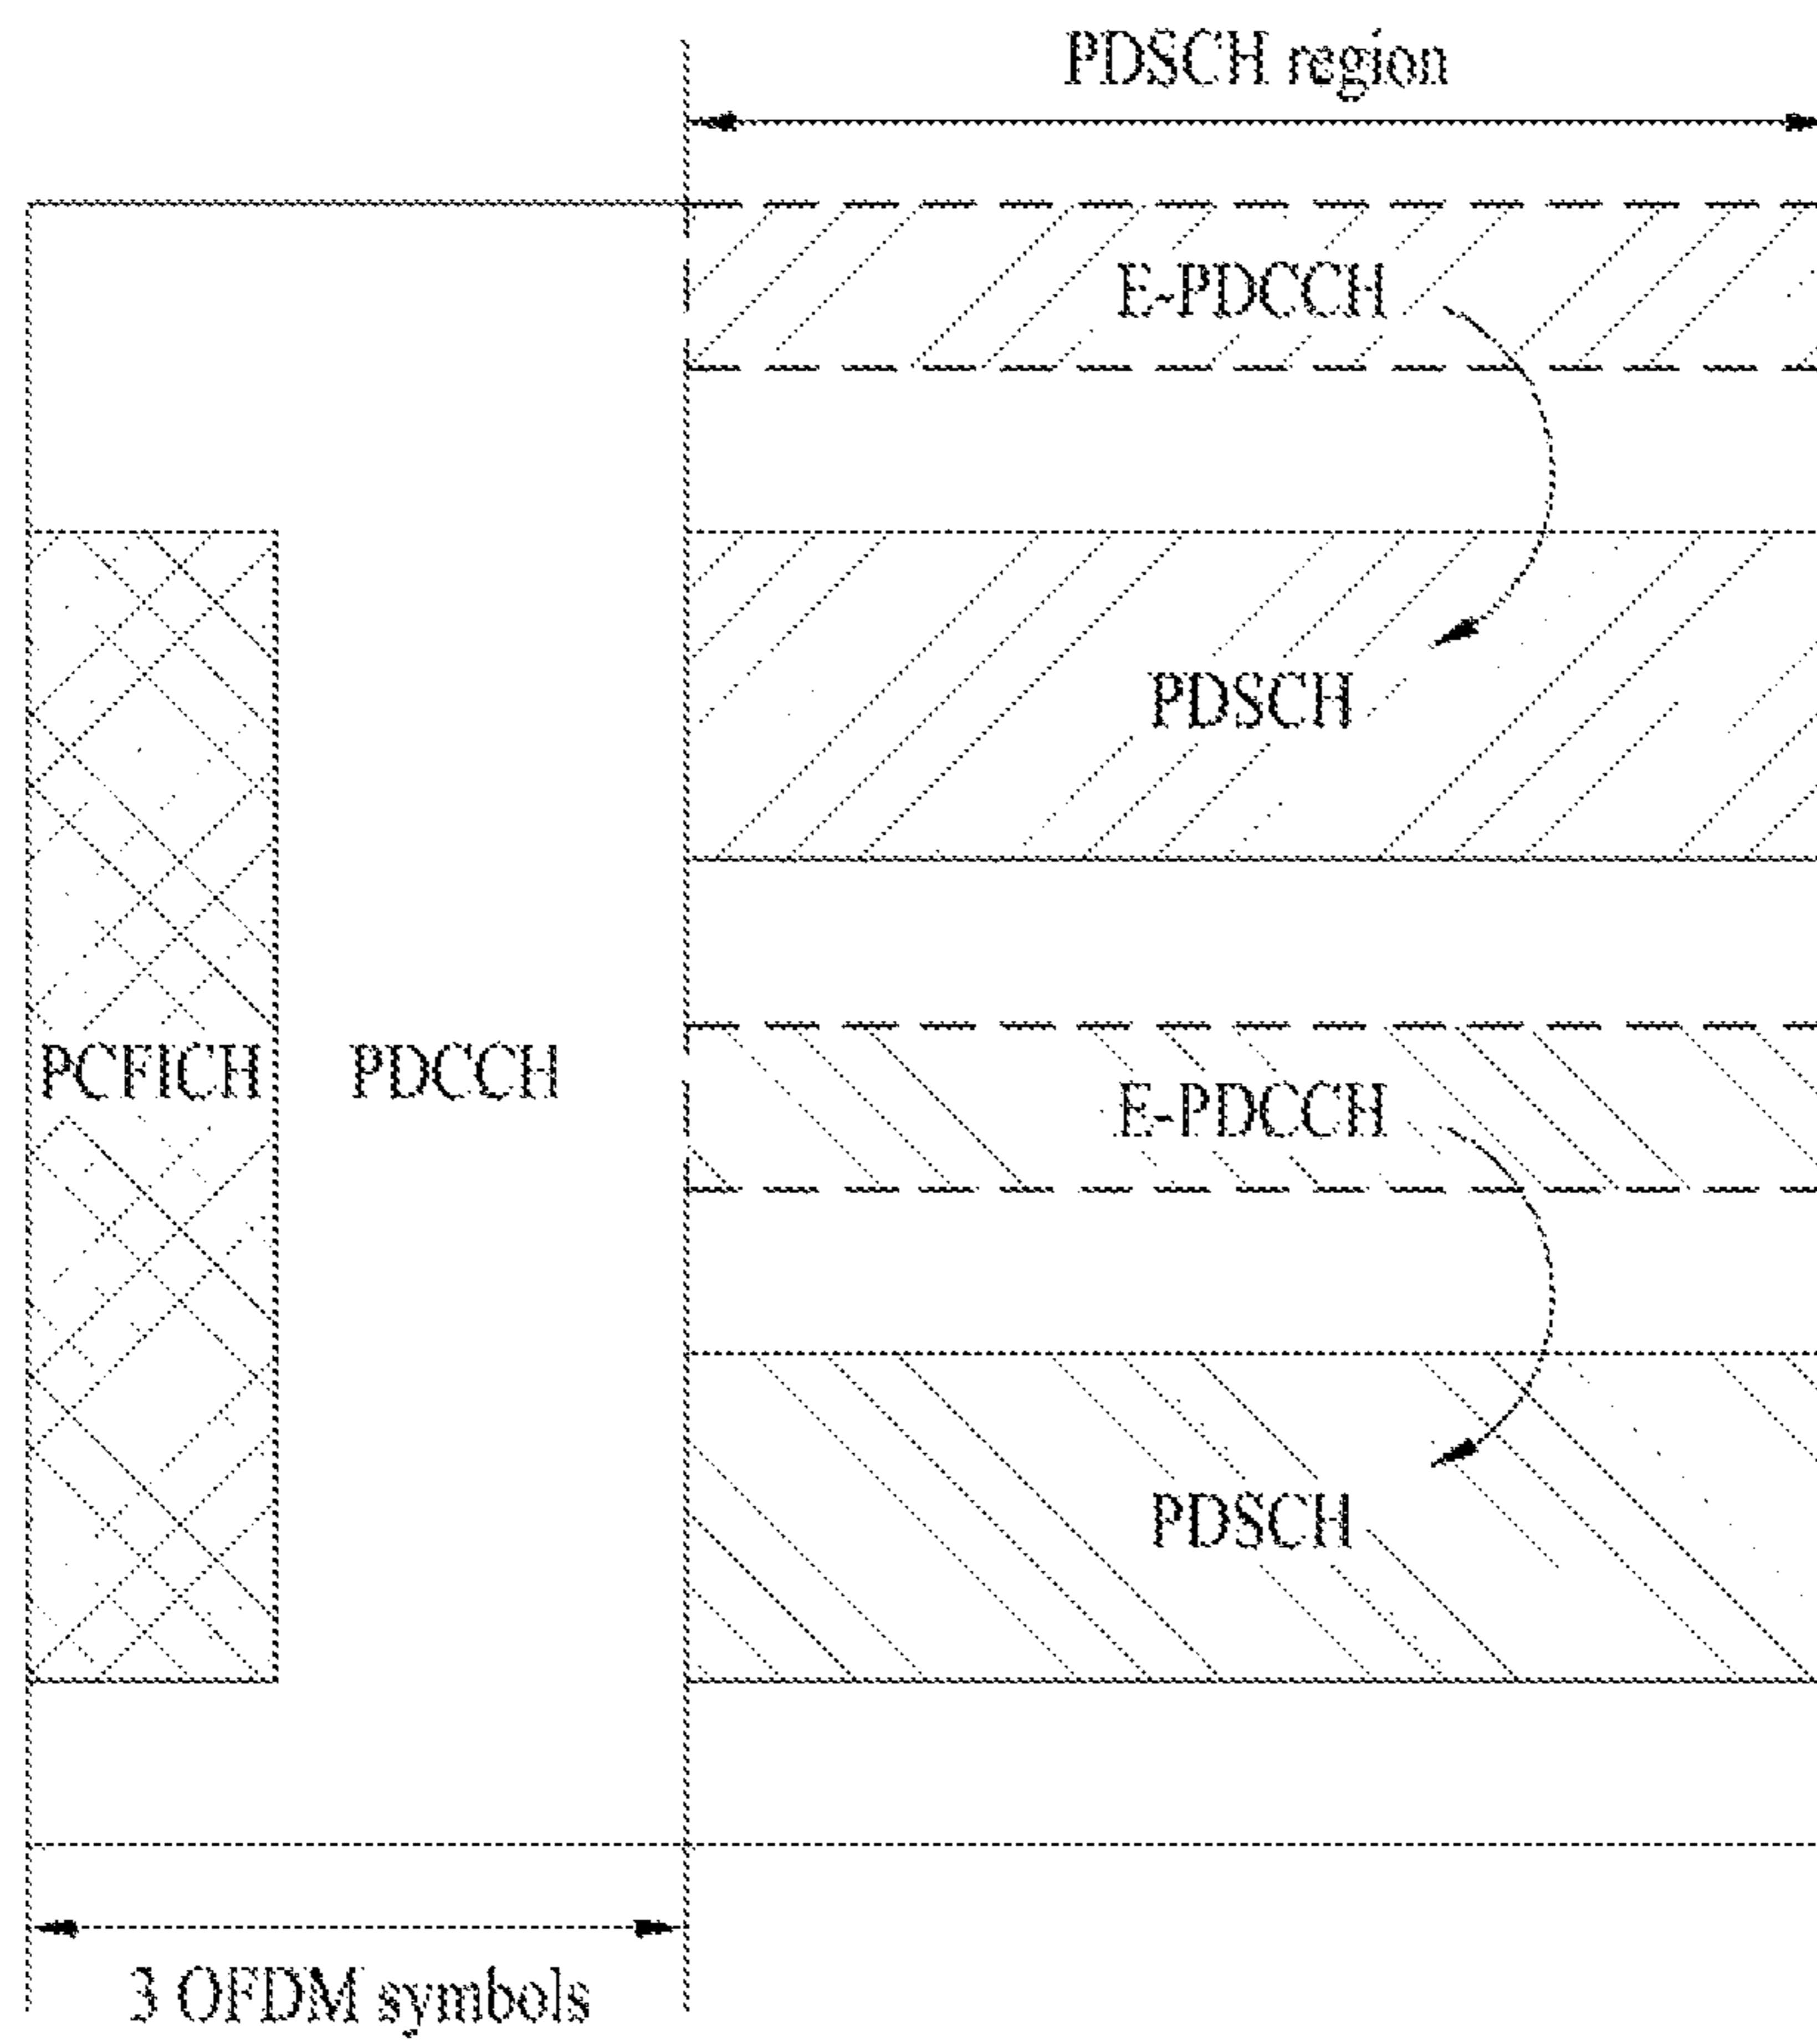 PDSCH region
E-PDCCH
PDSCH
PCFICH
PDCCH
E-PDCCH
PDSCH
3 OFDM symbols